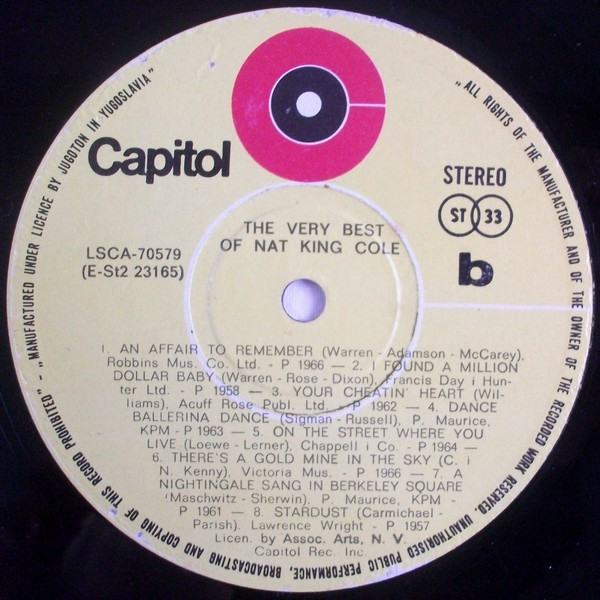 „MANUFACTURED UNDER LICENCE BY JUGOTON IN YUGOSLAVIA”
„ALL RIGHTS OF THE MANUFACTURER AND OF THE OWNER OF THE RECORDED WORK RESERVED. UNAUTHORISED PUBLIC PERFORMANCE, BROADCASTING AND COPYING OF THIS RECORD PROHIBITED”
Capitol
STEREO
ST 33
b
THE VERY BEST
OF NAT KING COLE
LSCA-70579
(E-St2 23165)
1. AN AFFAIR TO REMEMBER (Warren - Adamson - McCarey).
Robbins Mus. Co. Ltd. - P 1966 — 2. I FOUND A MILLION
DOLLAR BABY (Warren - Rose - Dixon), Francis Day i Hun-
ter Ltd. - P 1958 — 3. YOUR CHEATIN' HEART (Wil-
liams), Acuff Rose Publ. Ltd. - P 1962 — 4. DANCE
BALLERINA DANCE (Sigman - Russell), P. Maurice,
KPM - P 1963 — 5. ON THE STREET WHERE YOU
LIVE (Loewe - Lerner), Chappell i Co. - P 1964 —
6. THERE'S A GOLD MINE IN THE SKY (C. i
N. Kenny), Victoria Mus. - P 1966 — 7. A
NIGHTINGALE SANG IN BERKELEY SQUARE
(Maschwitz - Sherwin), P. Maurice, KPM -
P 1961 — 8. STARDUST (Carmichael -
Parish). Lawrence Wright - P 1957
Licen. by Assoc. Arts, N. V.
Capitol Rec. Inc.